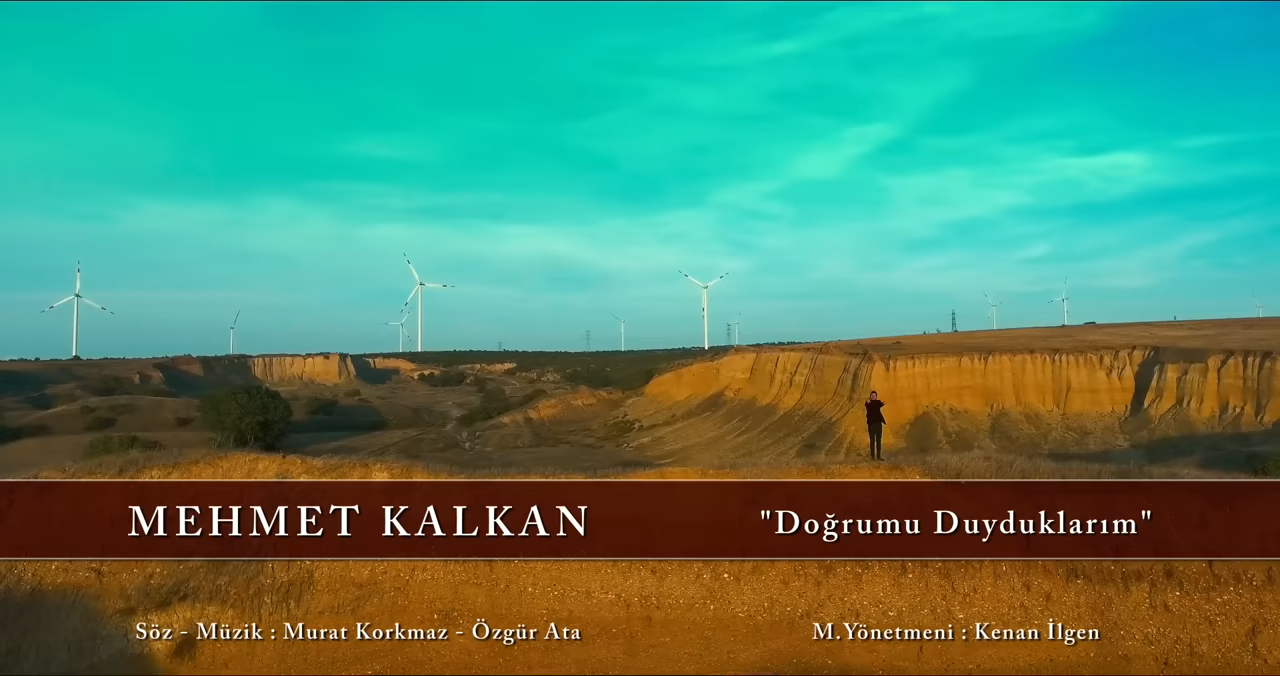 MEHMET KALKAN
"Doğrumu Duyduklarım"
Söz - Müzik : Murat Korkmaz - Özgür Ata
M.Yönetmeni : Kenan İlgen